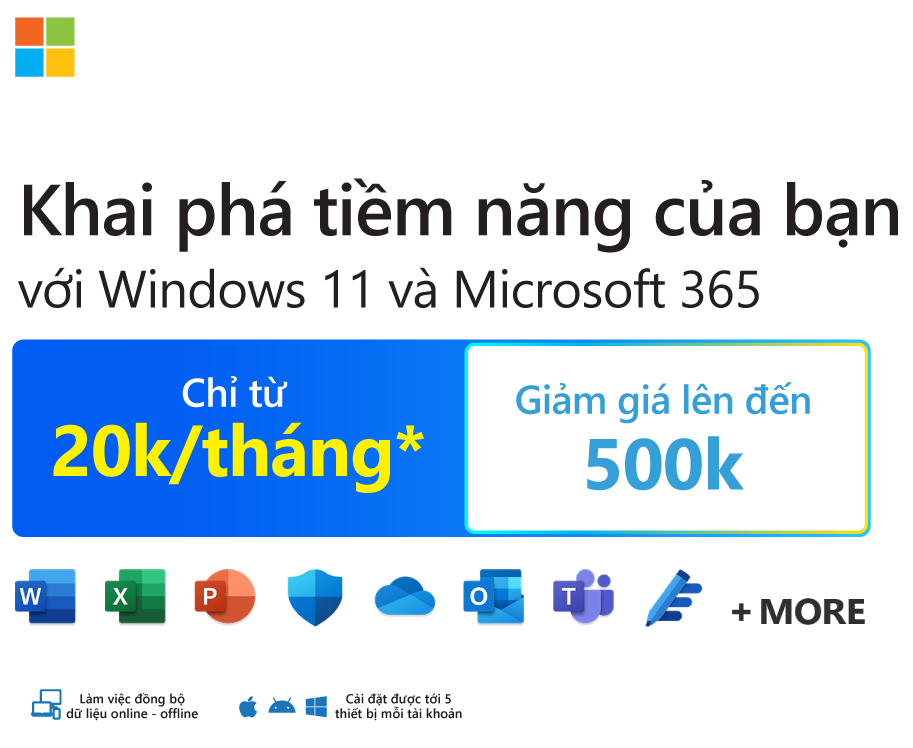 Khai phá tiềm năng của bạn
với Windows 11 và Microsoft 365
Chỉ từ
20k/tháng*
Giảm giá lên đến
500k
W X P O T + MORE
Làm việc đồng bộ
dữ liệu online - offline
Cài đặt được tới 5
thiết bị mỗi tài khoản